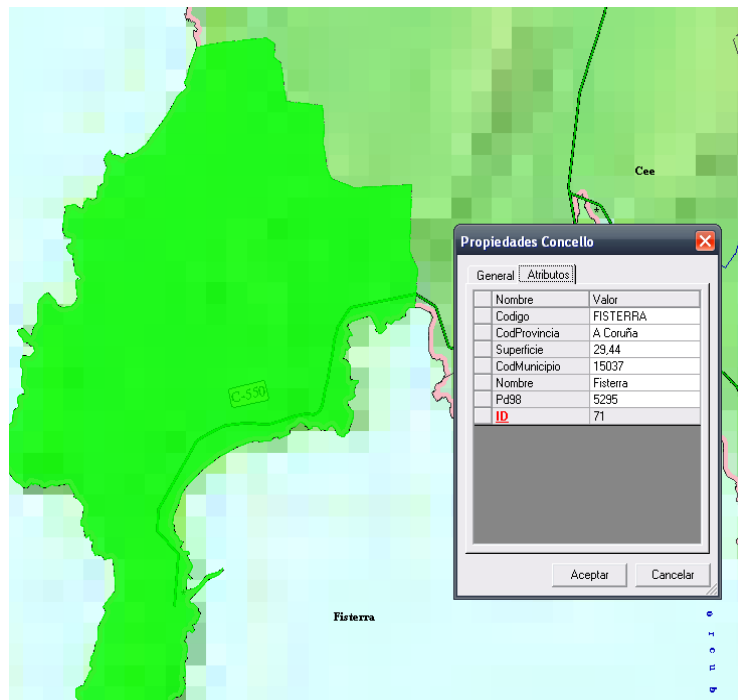 Cee
Propiedades Concello
General Atributos
Nombre Valor
Codigo FISTERRA
CodProvincia A Coruña
Superficie 29,44
CodMunicipio 15037
Nombre Fisterra
Pd98 5295
ID 71
Aceptar Cancelar
C-550
Fisterra
e r c u b